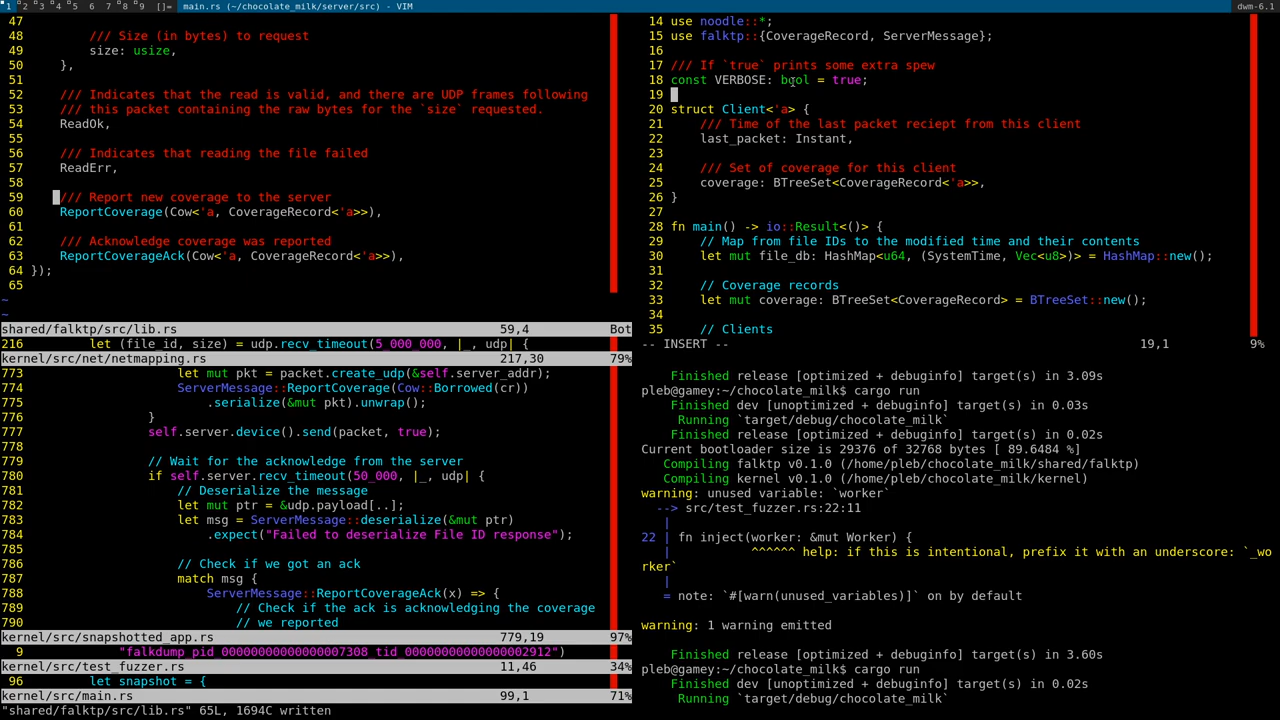 1 2 3 4 5 6 7 8 9 []= main.rs (~/chocolate_milk/server/src) - VIM dwm-6.1
47
48 /// Size (in bytes) to request
49 size: usize,
50 },
51
52 /// Indicates that the read is valid, and there are UDP frames following
53 /// this packet containing the raw bytes for the `size` requested.
54 ReadOk,
55
56 /// Indicates that reading the file failed
57 ReadErr,
58
59 /// Report new coverage to the server
60 ReportCoverage(Cow<'a, CoverageRecord<'a>>),
61
62 /// Acknowledge coverage was reported
63 ReportCoverageAck(Cow<'a, CoverageRecord<'a>>),
64 });
65
~
~
shared/falktp/src/lib.rs 59,4 Bot
216 let (file_id, size) = udp.recv_timeout(5_000_000, |_, udp| {
kernel/src/net/netmapping.rs 217,30 79%
773 let mut pkt = packet.create_udp(&self.server_addr);
774 ServerMessage::ReportCoverage(Cow::Borrowed(cr))
775 .serialize(&mut pkt).unwrap();
776 }
777 self.server.device().send(packet, true);
778
779 // Wait for the acknowledge from the server
780 if self.server.recv_timeout(50_000, |_, udp| {
781 // Deserialize the message
782 let mut ptr = &udp.payload[..];
783 let msg = ServerMessage::deserialize(&mut ptr)
784 .expect("Failed to deserialize File ID response");
785
786 // Check if we got an ack
787 match msg {
788 ServerMessage::ReportCoverageAck(x) => {
789 // Check if the ack is acknowledging the coverage
790 // we reported
kernel/src/snapshotted_app.rs 779,19 97%
9 "falkdump_pid_00000000000000007308_tid_00000000000000002912")
kernel/src/test_fuzzer.rs 11,46 34%
96 let snapshot = {
kernel/src/main.rs 99,1 71%
"shared/falktp/src/lib.rs" 65L, 1694C written
14 use noodle::*;
15 use falktp::{CoverageRecord, ServerMessage};
16
17 /// If `true` prints some extra spew
18 const VERBOSE: bool = true;
19
20 struct Client<'a> {
21 /// Time of the last packet reciept from this client
22 last_packet: Instant,
23
24 /// Set of coverage for this client
25 coverage: BTreeSet<CoverageRecord<'a>>,
26 }
27
28 fn main() -> io::Result<()> {
29 // Map from file IDs to the modified time and their contents
30 let mut file_db: HashMap<u64, (SystemTime, Vec<u8>)> = HashMap::new();
31
32 // Coverage records
33 let mut coverage: BTreeSet<CoverageRecord> = BTreeSet::new();
34
35 // Clients
-- INSERT -- 19,1 9%
Finished release [optimized + debuginfo] target(s) in 3.09s
pleb@gamey:~/chocolate_milk$ cargo run
Finished dev [unoptimized + debuginfo] target(s) in 0.03s
Running `target/debug/chocolate_milk`
Finished release [optimized + debuginfo] target(s) in 0.02s
Current bootloader size is 29376 of 32768 bytes [ 89.6484 %]
Compiling falktp v0.1.0 (/home/pleb/chocolate_milk/shared/falktp)
Compiling kernel v0.1.0 (/home/pleb/chocolate_milk/kernel)
warning: unused variable: `worker`
--> src/test_fuzzer.rs:22:11
|
22 | fn inject(worker: &mut Worker) {
| ^^^^^^ help: if this is intentional, prefix it with an underscore: `_wo
rker`
|
= note: `#[warn(unused_variables)]` on by default
warning: 1 warning emitted
Finished release [optimized + debuginfo] target(s) in 3.60s
pleb@gamey:~/chocolate_milk$ cargo run
Finished dev [unoptimized + debuginfo] target(s) in 0.02s
Running `target/debug/chocolate_milk`